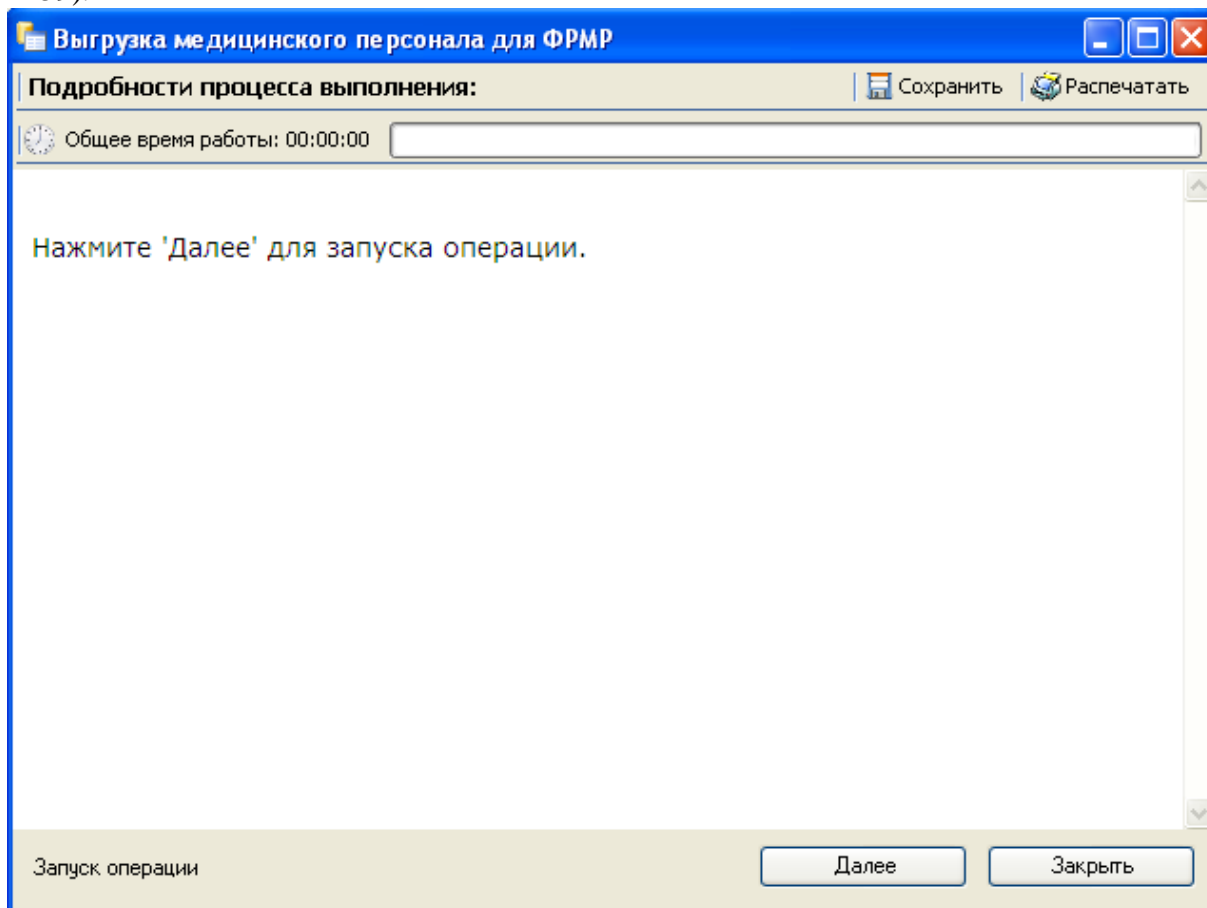 Выгрузка медицинского персонала для ФРМР
Подробности процесса выполнения: Сохранить Распечатать
Общее время работы: 00:00:00
Нажмите 'Далее' для запуска операции.
Запуск операции Далее Закрыть